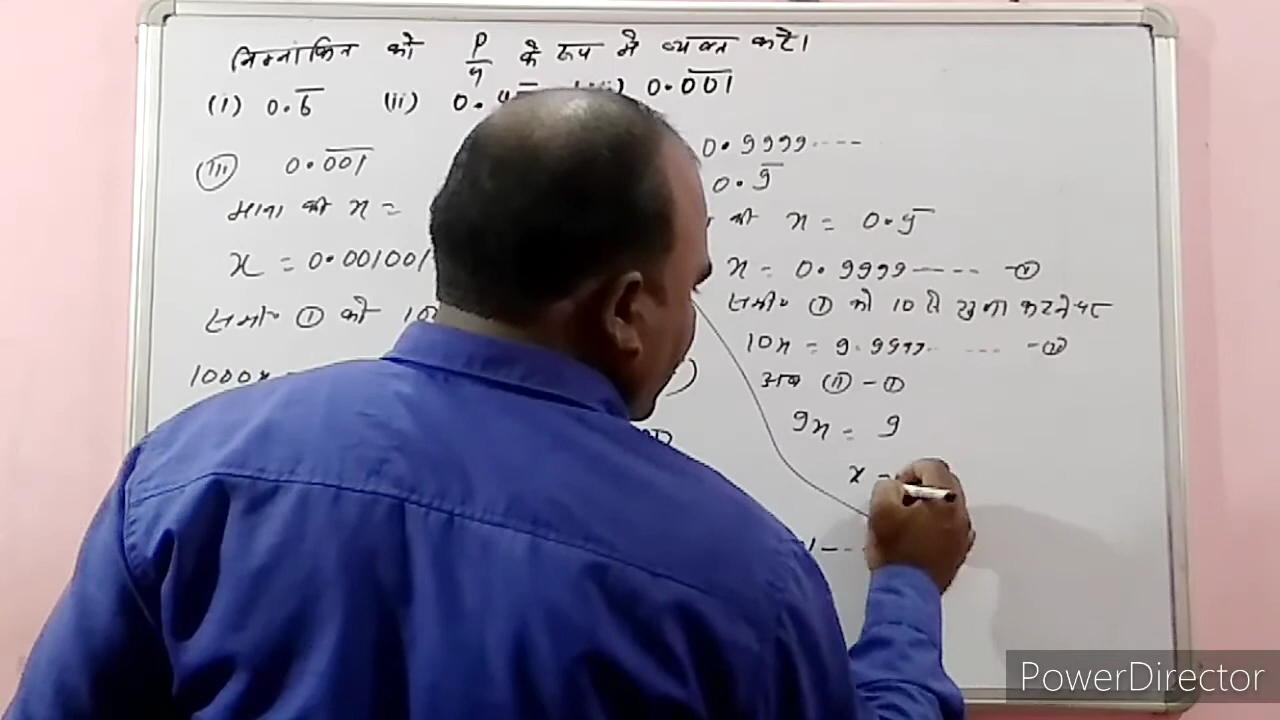 निम्नांकित को p/q के रूप में व्यक्त करें।
(i) 0.6̅ (ii) 0.4 0.0̅0̅1̅
(iii) 0.0̅0̅1̅
माना की x =
x = 0.001001
समी० ① को 10
1000x
0.9999....---
0.9̅
की x = 0.9̅
x = 0.9999---- -①
समी० ① को 10 से गुणा करने पर
10x = 9.9999.. ... -②
अब ② - ①
9x = 9
x =
PowerDirector